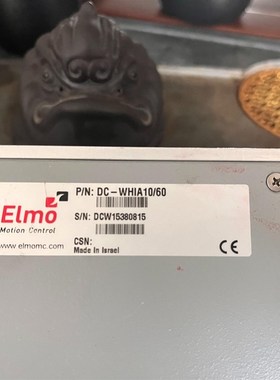 P/N: DC-WHIA10/60
Elmo
Motion Control
S/N: DCW15380815
www.elmomc.com
CSN:
Made in Israel
CE